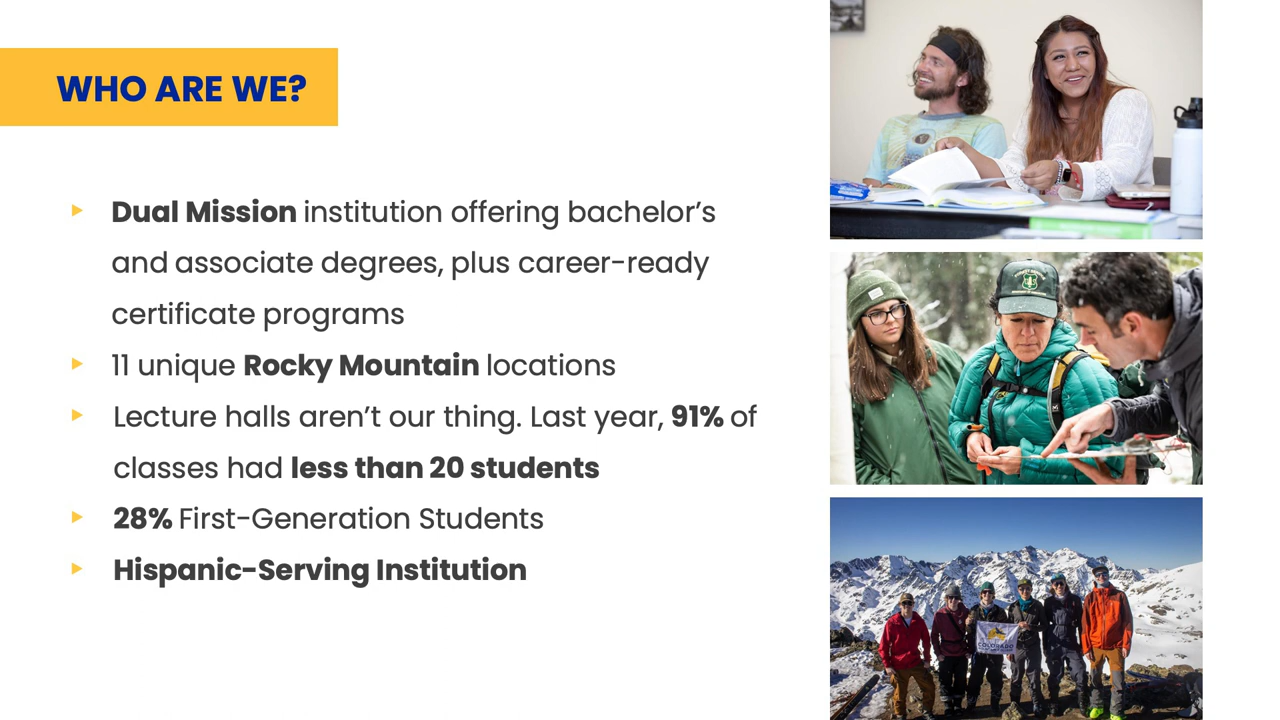 WHO ARE WE?
Dual Mission institution offering bachelor’s
and associate degrees, plus career-ready
certificate programs
11 unique Rocky Mountain locations
Lecture halls aren’t our thing. Last year, 91% of
classes had less than 20 students
28% First-Generation Students
Hispanic-Serving Institution
COLORADO